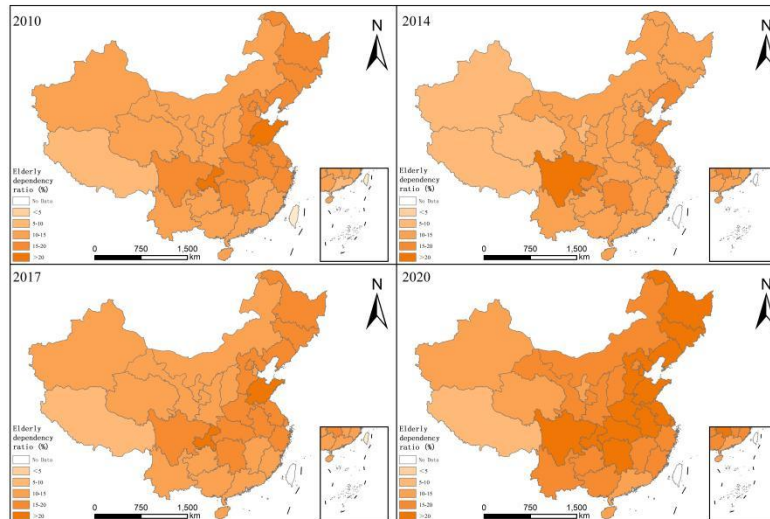 2010
N
Elderly
dependency
ratio (%)
No Data
<5
5-10
10-15
15-20
>20
0 750 1,500
km
2014
N
Elderly
dependency
ratio (%)
No Data
<5
5-10
10-15
15-20
>20
0 750 1,500
km
2017
N
Elderly
dependency
ratio (%)
No Data
<5
5-10
10-15
15-20
>20
0 750 1,500
km
2020
N
Elderly
dependency
ratio (%)
No Data
<5
5-10
10-15
15-20
>20
0 750 1,500
km